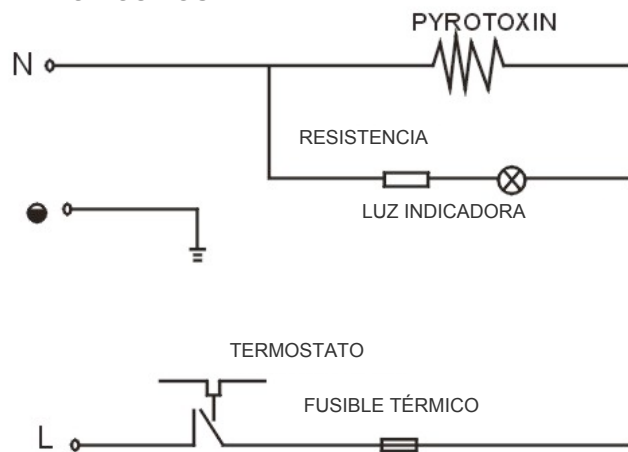 PYROTOXIN
N
RESISTENCIA
LUZ INDICADORA
TERMOSTATO
FUSIBLE TÉRMICO
L